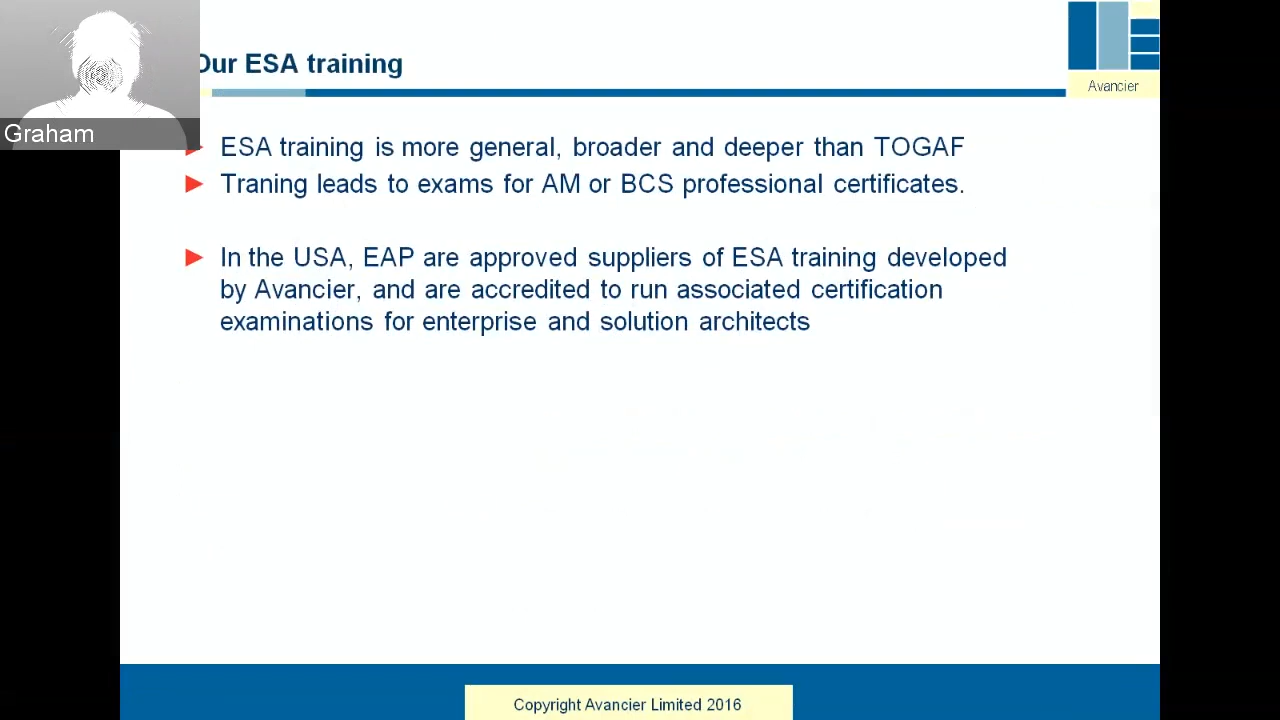 Our ESA training
Avancier
Graham
ESA training is more general, broader and deeper than TOGAF
Traning leads to exams for AM or BCS professional certificates.
In the USA, EAP are approved suppliers of ESA training developed
by Avancier, and are accredited to run associated certification
examinations for enterprise and solution architects
Copyright Avancier Limited 2016